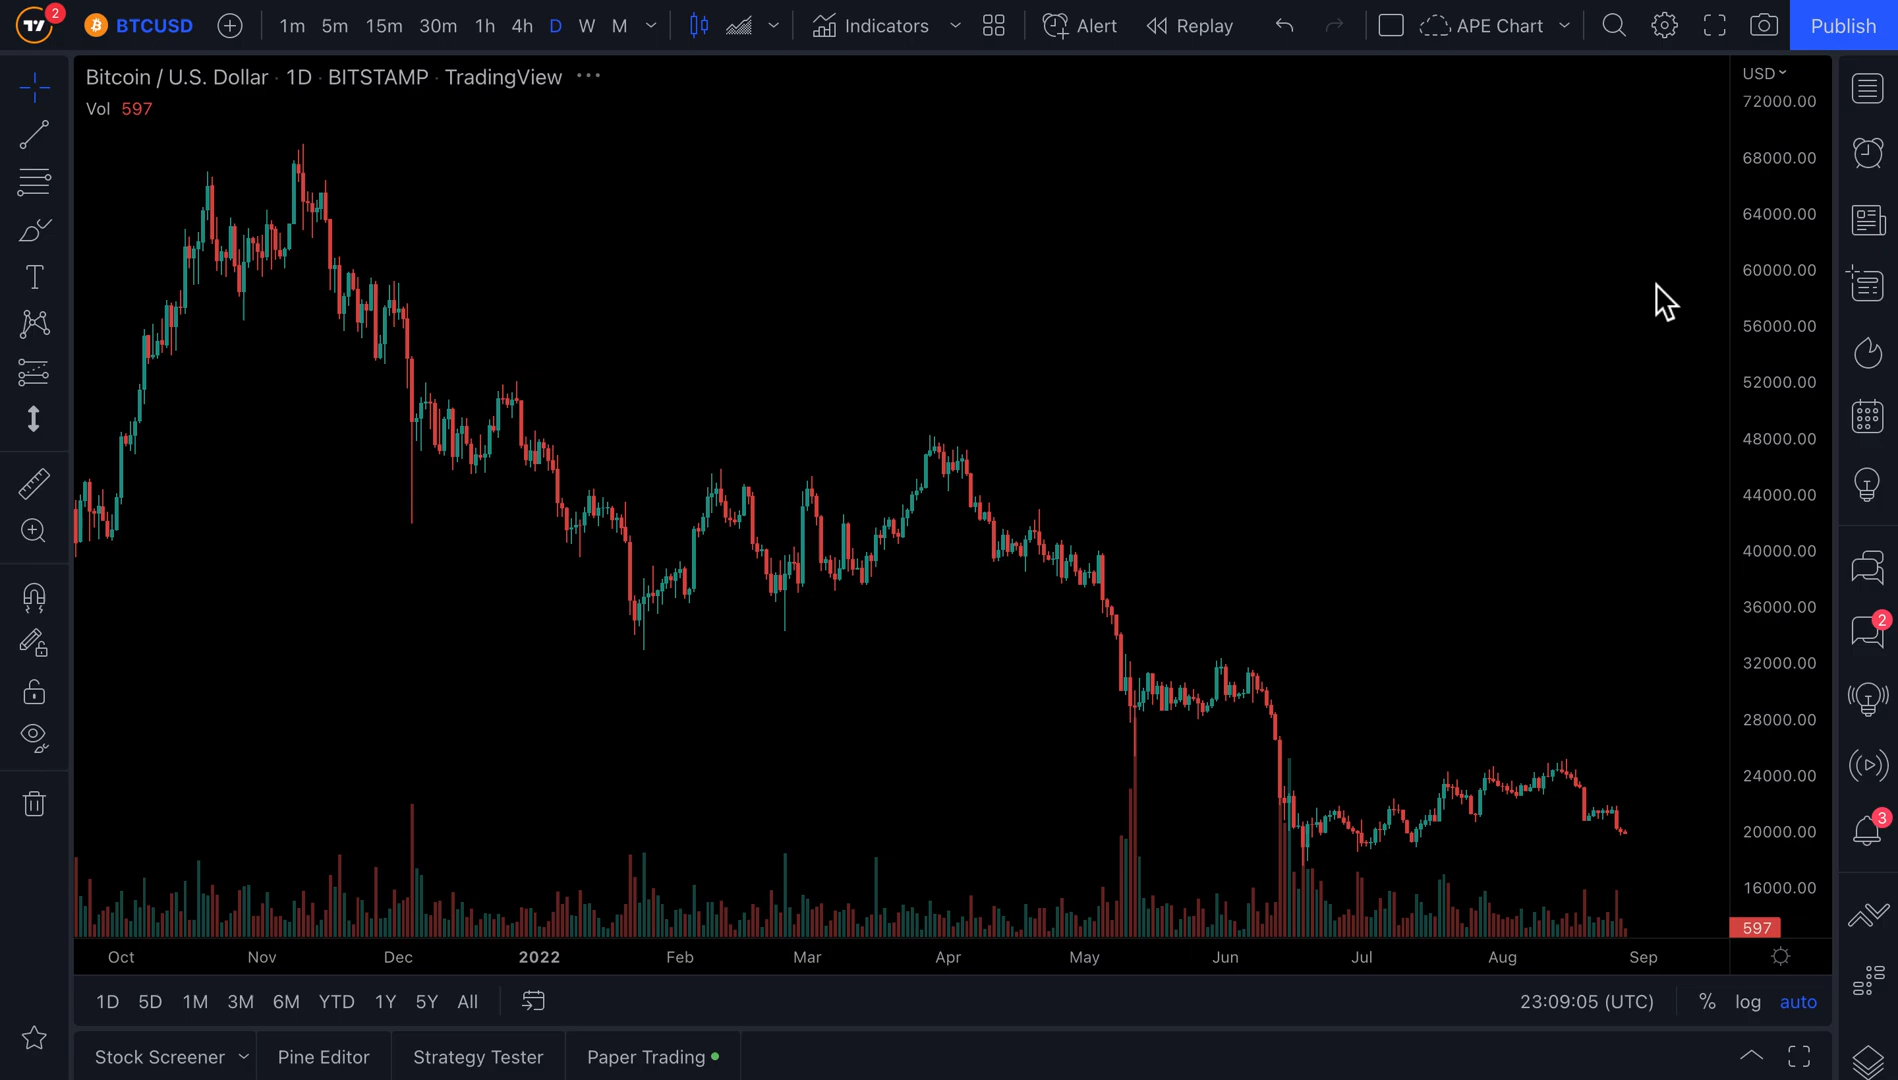 2 BTCUSD 1m 5m 15m 30m 1h 4h D W M Indicators Alert Replay APE Chart Publish
Bitcoin / U.S. Dollar · 1D · BITSTAMP · TradingView ···
Vol 597
USD
72000.00
68000.00
64000.00
60000.00
56000.00
52000.00
48000.00
44000.00
40000.00
36000.00
32000.00
28000.00
24000.00
20000.00
16000.00
597
2
3
Oct Nov Dec 2022 Feb Mar Apr May Jun Jul Aug Sep
1D 5D 1M 3M 6M YTD 1Y 5Y All 23:09:05 (UTC) % log auto
Stock Screener Pine Editor Strategy Tester Paper Trading